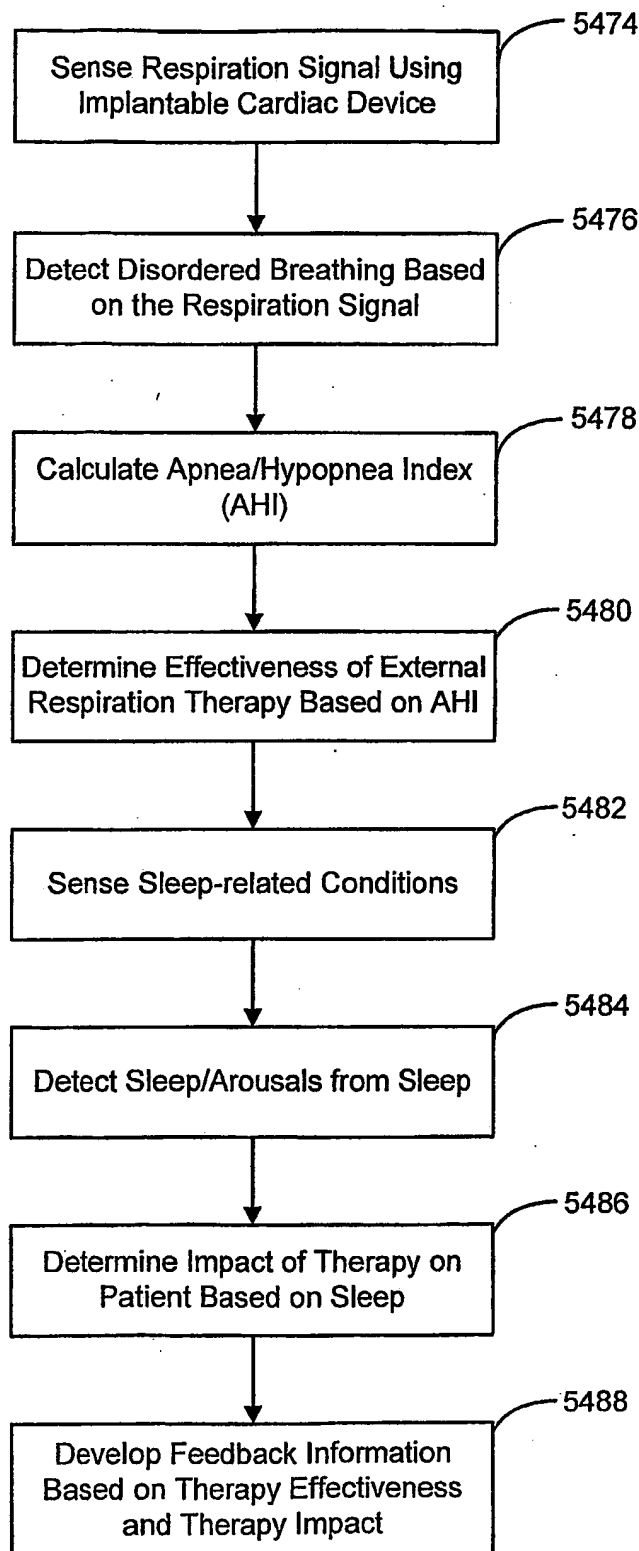 5474
Sense Respiration Signal Using
Implantable Cardiac Device
5476
Detect Disordered Breathing Based
on the Respiration Signal
5478
Calculate Apnea/Hypopnea Index
(AHI)
5480
Determine Effectiveness of External
Respiration Therapy Based on AHI
5482
Sense Sleep-related Conditions
5484
Detect Sleep/Arousals from Sleep
5486
Determine Impact of Therapy on
Patient Based on Sleep
5488
Develop Feedback Information
Based on Therapy Effectiveness
and Therapy Impact